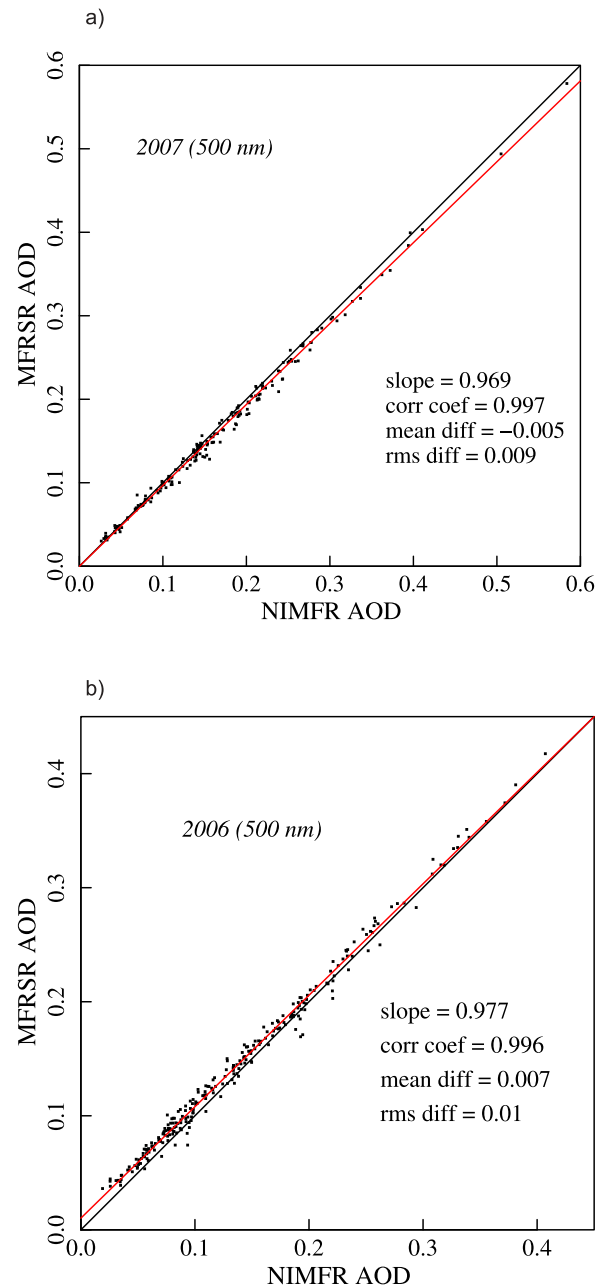 a)
0.6
0.5
0.4
0.3
0.2
0.1
0.0
MFRSR AOD
2007 (500 nm)
slope = 0.969
corr coef = 0.997
mean diff = −0.005
rms diff = 0.009
0.0 0.1 0.2 0.3 0.4 0.5 0.6
NIMFR AOD
b)
0.4
0.3
0.2
0.1
0.0
MFRSR AOD
2006 (500 nm)
slope = 0.977
corr coef = 0.996
mean diff = 0.007
rms diff = 0.01
0.0 0.1 0.2 0.3 0.4
NIMFR AOD